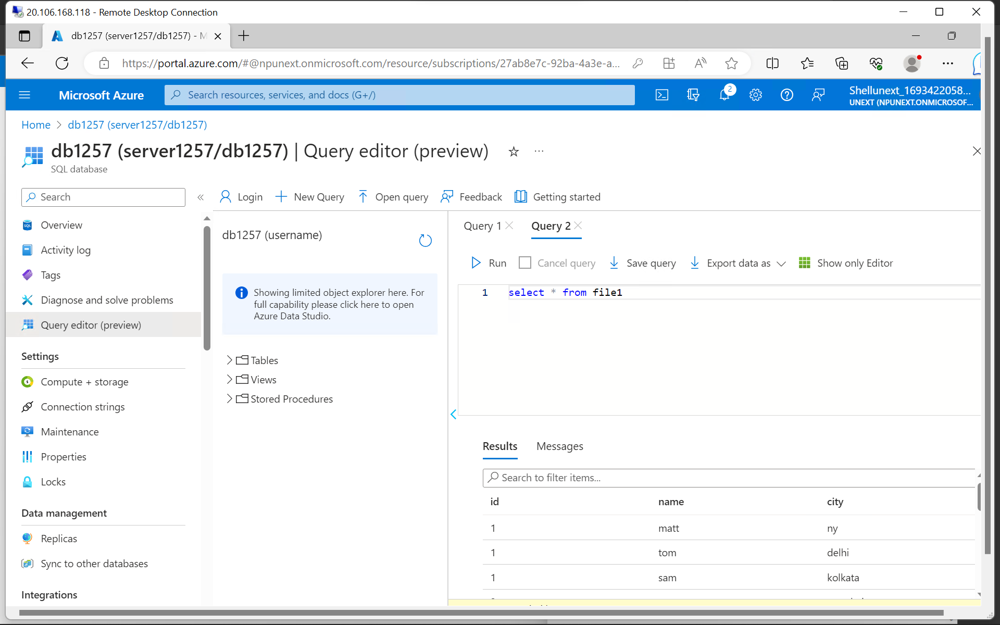 20.106.168.118 - Remote Desktop Connection
db1257 (server1257/db1257) - M
https://portal.azure.com/#@npunext.onmicrosoft.com/resource/subscriptions/27ab8e7c-92ba-4a3e-a...
Microsoft Azure
Search resources, services, and docs (G+/)
2
Shellunext_1693422058...
UNEXT (NPUNEXT.ONMICROSOF...
Home > db1257 (server1257/db1257)
db1257 (server1257/db1257) | Query editor (preview)
SQL database
Search
Overview
Activity log
Tags
Diagnose and solve problems
Query editor (preview)
Settings
Compute + storage
Connection strings
Maintenance
Properties
Locks
Data management
Replicas
Sync to other databases
Integrations
Login
New Query
Open query
Feedback
Getting started
db1257 (username)
Showing limited object explorer here. For
full capability please click here to open
Azure Data Studio.
Tables
Views
Stored Procedures
Query 1
Query 2
Run
Cancel query
Save query
Export data as
Show only Editor
1 select * from file1
Results Messages
Search to filter items...
id name city
1 matt ny
1 tom delhi
1 sam kolkata